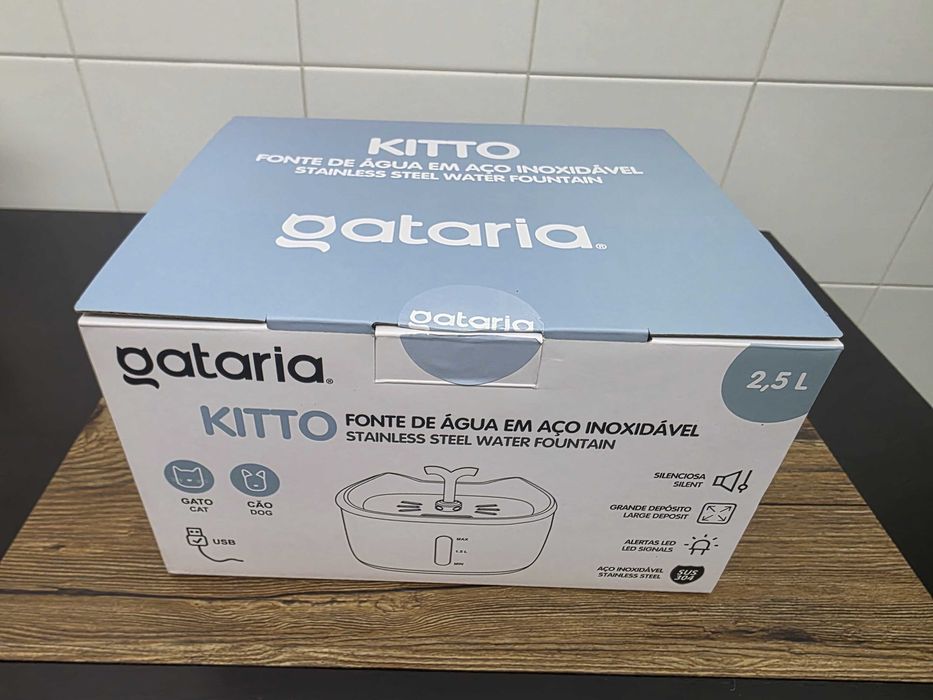 KITTO
FONTE DE ÁGUA EM AÇO INOXIDÁVEL
STAINLESS STEEL WATER FOUNTAIN
gataria®
gataria
gataria®
2,5 L
KITTO
FONTE DE ÁGUA EM AÇO INOXIDÁVEL
STAINLESS STEEL WATER FOUNTAIN
GATO
CAT
CÃO
DOG
USB
MAX
1.5 L
MIN
SILENCIOSA
SILENT
GRANDE DEPÓSITO
LARGE DEPOSIT
ALERTAS LED
LED SIGNALS
AÇO INOXIDÁVEL
STAINLESS STEEL
SUS
304